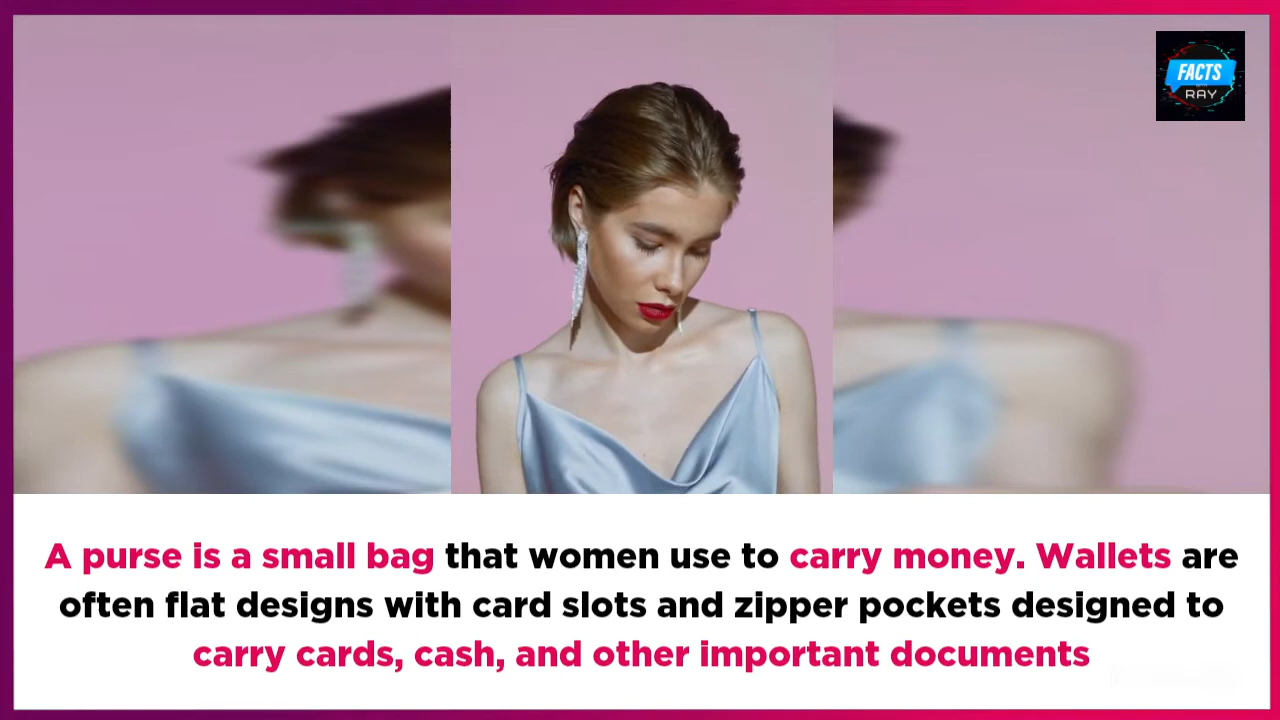 FACTS
RAY
A purse is a small bag that women use to carry money. Wallets are
often flat designs with card slots and zipper pockets designed to
carry cards, cash, and other important documents